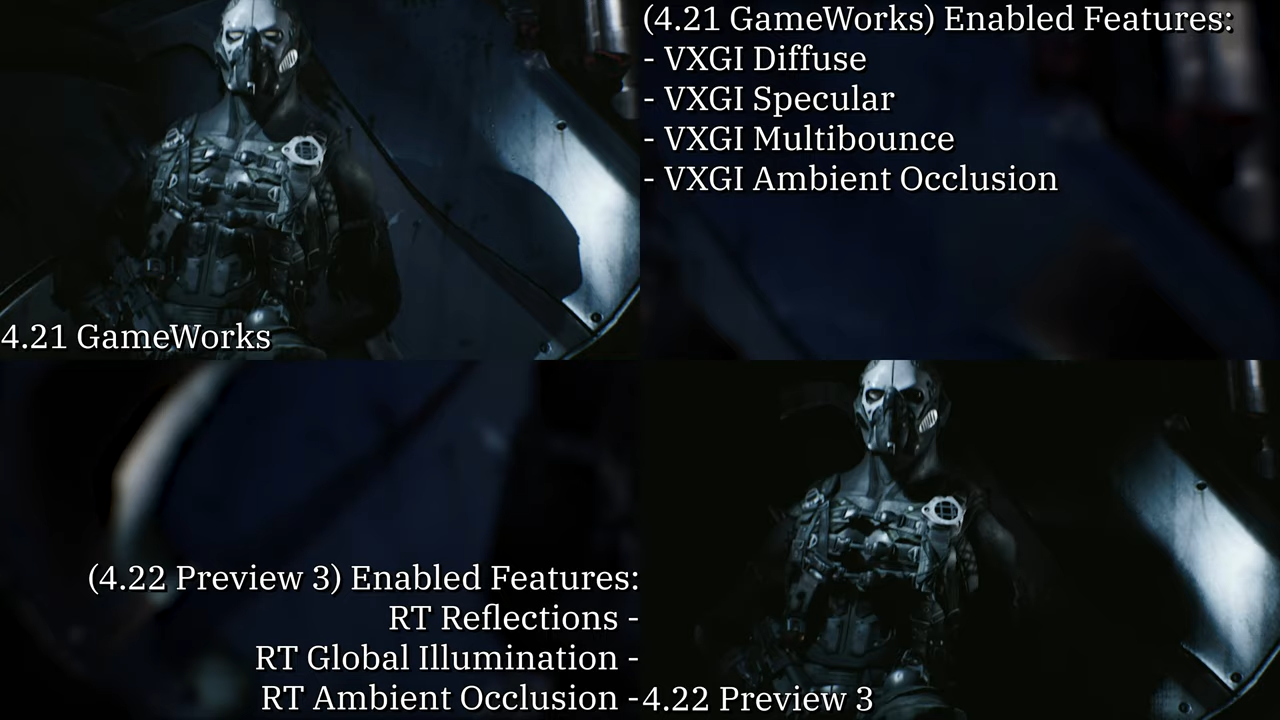 (4.21 GameWorks) Enabled Features:
- VXGI Diffuse
- VXGI Specular
- VXGI Multibounce
- VXGI Ambient Occlusion
4.21 GameWorks
(4.22 Preview 3) Enabled Features:
RT Reflections -
RT Global Illumination -
RT Ambient Occlusion -
4.22 Preview 3